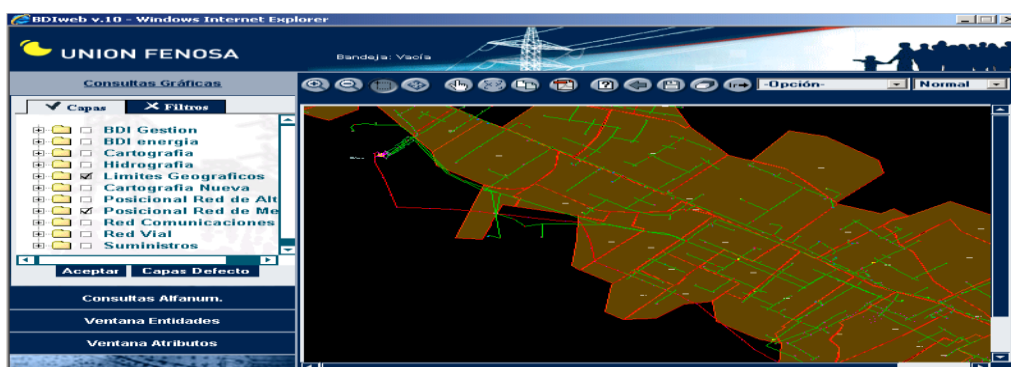 BDIweb v.10 - Windows Internet Explorer
UNION FENOSA
Bandeja: Vacía
Consultas Gráficas
-Opción-
Normal
Capas
Filtros
BDI Gestion
BDI energia
Cartografia
Hidrografia
Limites Geograficos
Cartografia Nueva
Posicional Red de Alt
Posicional Red de Me
Red Comunicaciones
Red Vial
Suministros
Aceptar
Capas Defecto
Consultas Alfanum.
Ventana Entidades
Ventana Atributos